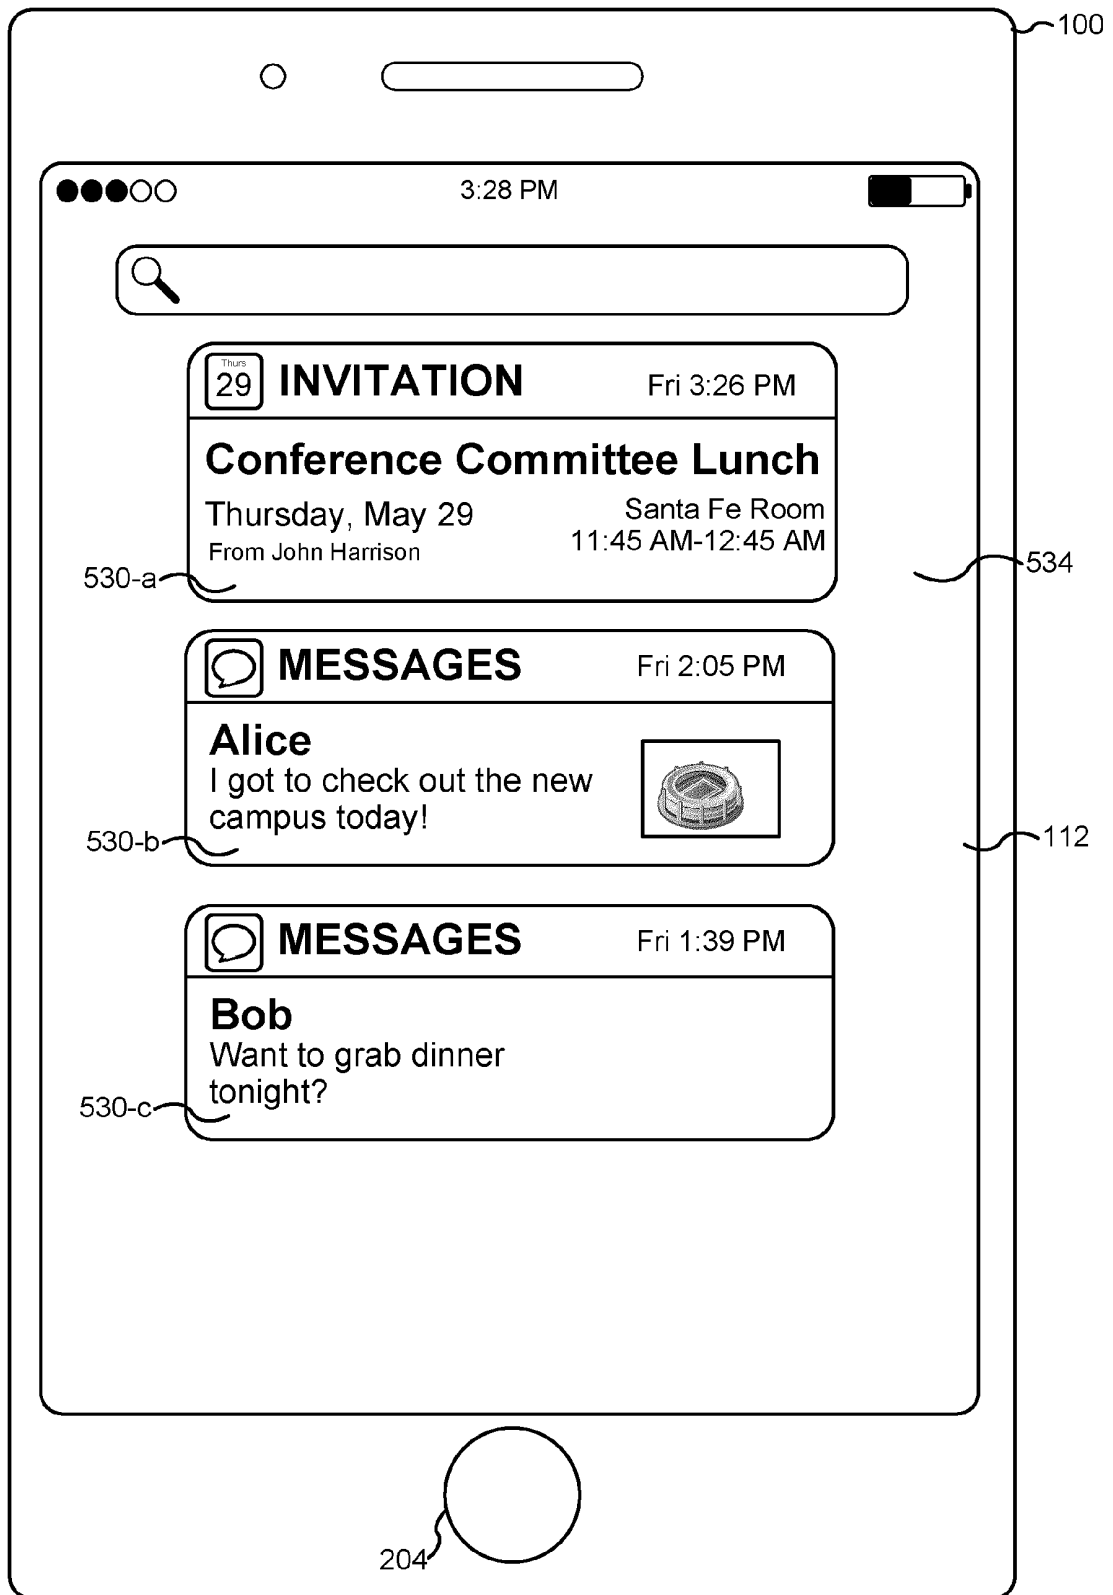 100
3:28 PM
Thurs
29
INVITATION
Fri 3:26 PM
Conference Committee Lunch
Thursday, May 29
Santa Fe Room
From John Harrison
11:45 AM-12:45 AM
530-a
534
MESSAGES
Fri 2:05 PM
Alice
I got to check out the new
campus today!
530-b
112
MESSAGES
Fri 1:39 PM
Bob
Want to grab dinner
tonight?
530-c
204